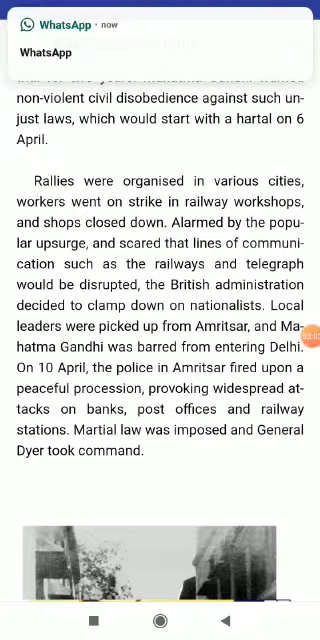 WhatsApp • now
WhatsApp
non-violent civil disobedience against such un-
just laws, which would start with a hartal on 6
April.
Rallies were organised in various cities,
workers went on strike in railway workshops,
and shops closed down. Alarmed by the popu-
lar upsurge, and scared that lines of communi-
cation such as the railways and telegraph
would be disrupted, the British administration
decided to clamp down on nationalists. Local
leaders were picked up from Amritsar, and Ma-
hatma Gandhi was barred from entering Delhi.
On 10 April, the police in Amritsar fired upon a
peaceful procession, provoking widespread at-
tacks on banks, post offices and railway
stations. Martial law was imposed and General
Dyer took command.